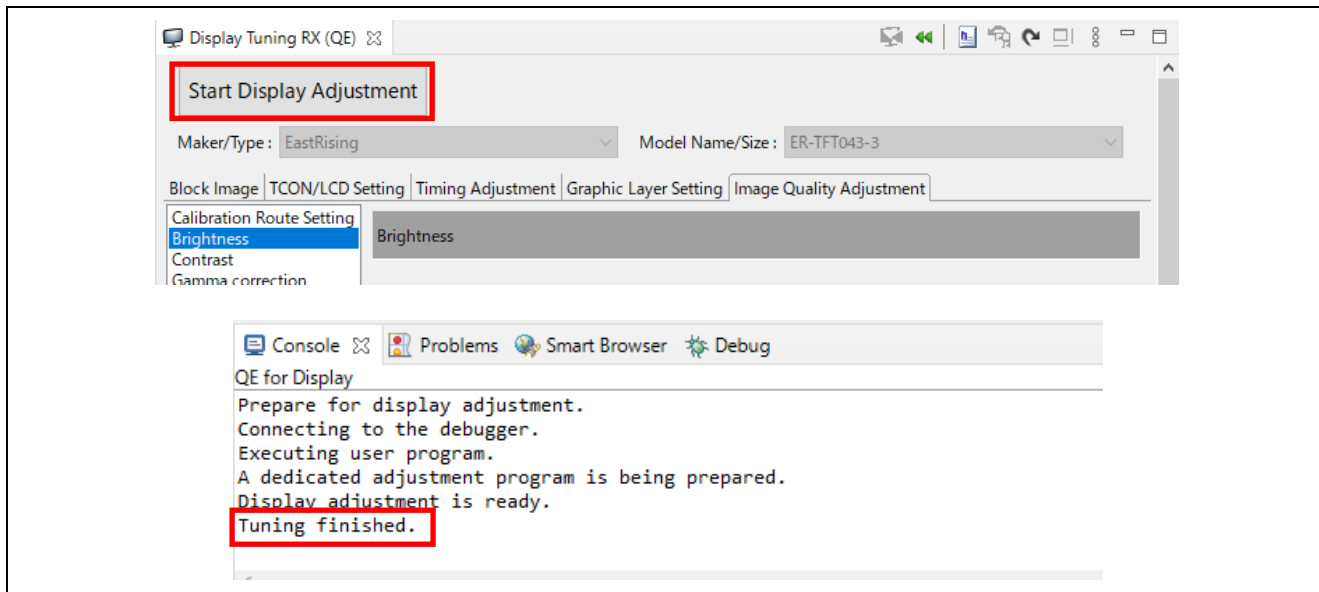 Display Tuning RX (QE)
Start Display Adjustment
Maker/Type : EastRising Model Name/Size : ER-TFT043-3
Block Image TCON/LCD Setting Timing Adjustment Graphic Layer Setting Image Quality Adjustment
Calibration Route Setting
Brightness
Contrast
Gamma correction
Brightness
Console Problems Smart Browser Debug
QE for Display
Prepare for display adjustment.
Connecting to the debugger.
Executing user program.
A dedicated adjustment program is being prepared.
Display adjustment is ready.
Tuning finished.